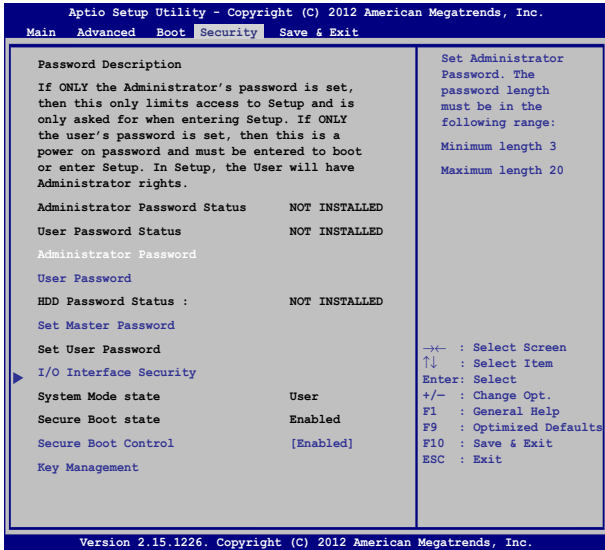 Aptio Setup Utility - Copyright (C) 2012 American Megatrends, Inc.
Main Advanced Boot Security Save & Exit
Password Description
If ONLY the Administrator's password is set,
then this only limits access to Setup and is
only asked for when entering Setup. If ONLY
the user's password is set, then this is a
power on password and must be entered to boot
or enter Setup. In Setup, the User will have
Administrator rights.
Administrator Password Status NOT INSTALLED
User Password Status NOT INSTALLED
Administrator Password
User Password
HDD Password Status : NOT INSTALLED
Set Master Password
Set User Password
I/O Interface Security
System Mode state User
Secure Boot state Enabled
Secure Boot Control [Enabled]
Key Management
Set Administrator
Password. The
password length
must be in the
following range:
Minimum length 3
Maximum length 20
→← : Select Screen
↑↓ : Select Item
Enter: Select
+/— : Change Opt.
F1 : General Help
F9 : Optimized Defaults
F10 : Save & Exit
ESC : Exit
Version 2.15.1226. Copyright (C) 2012 American Megatrends, Inc.